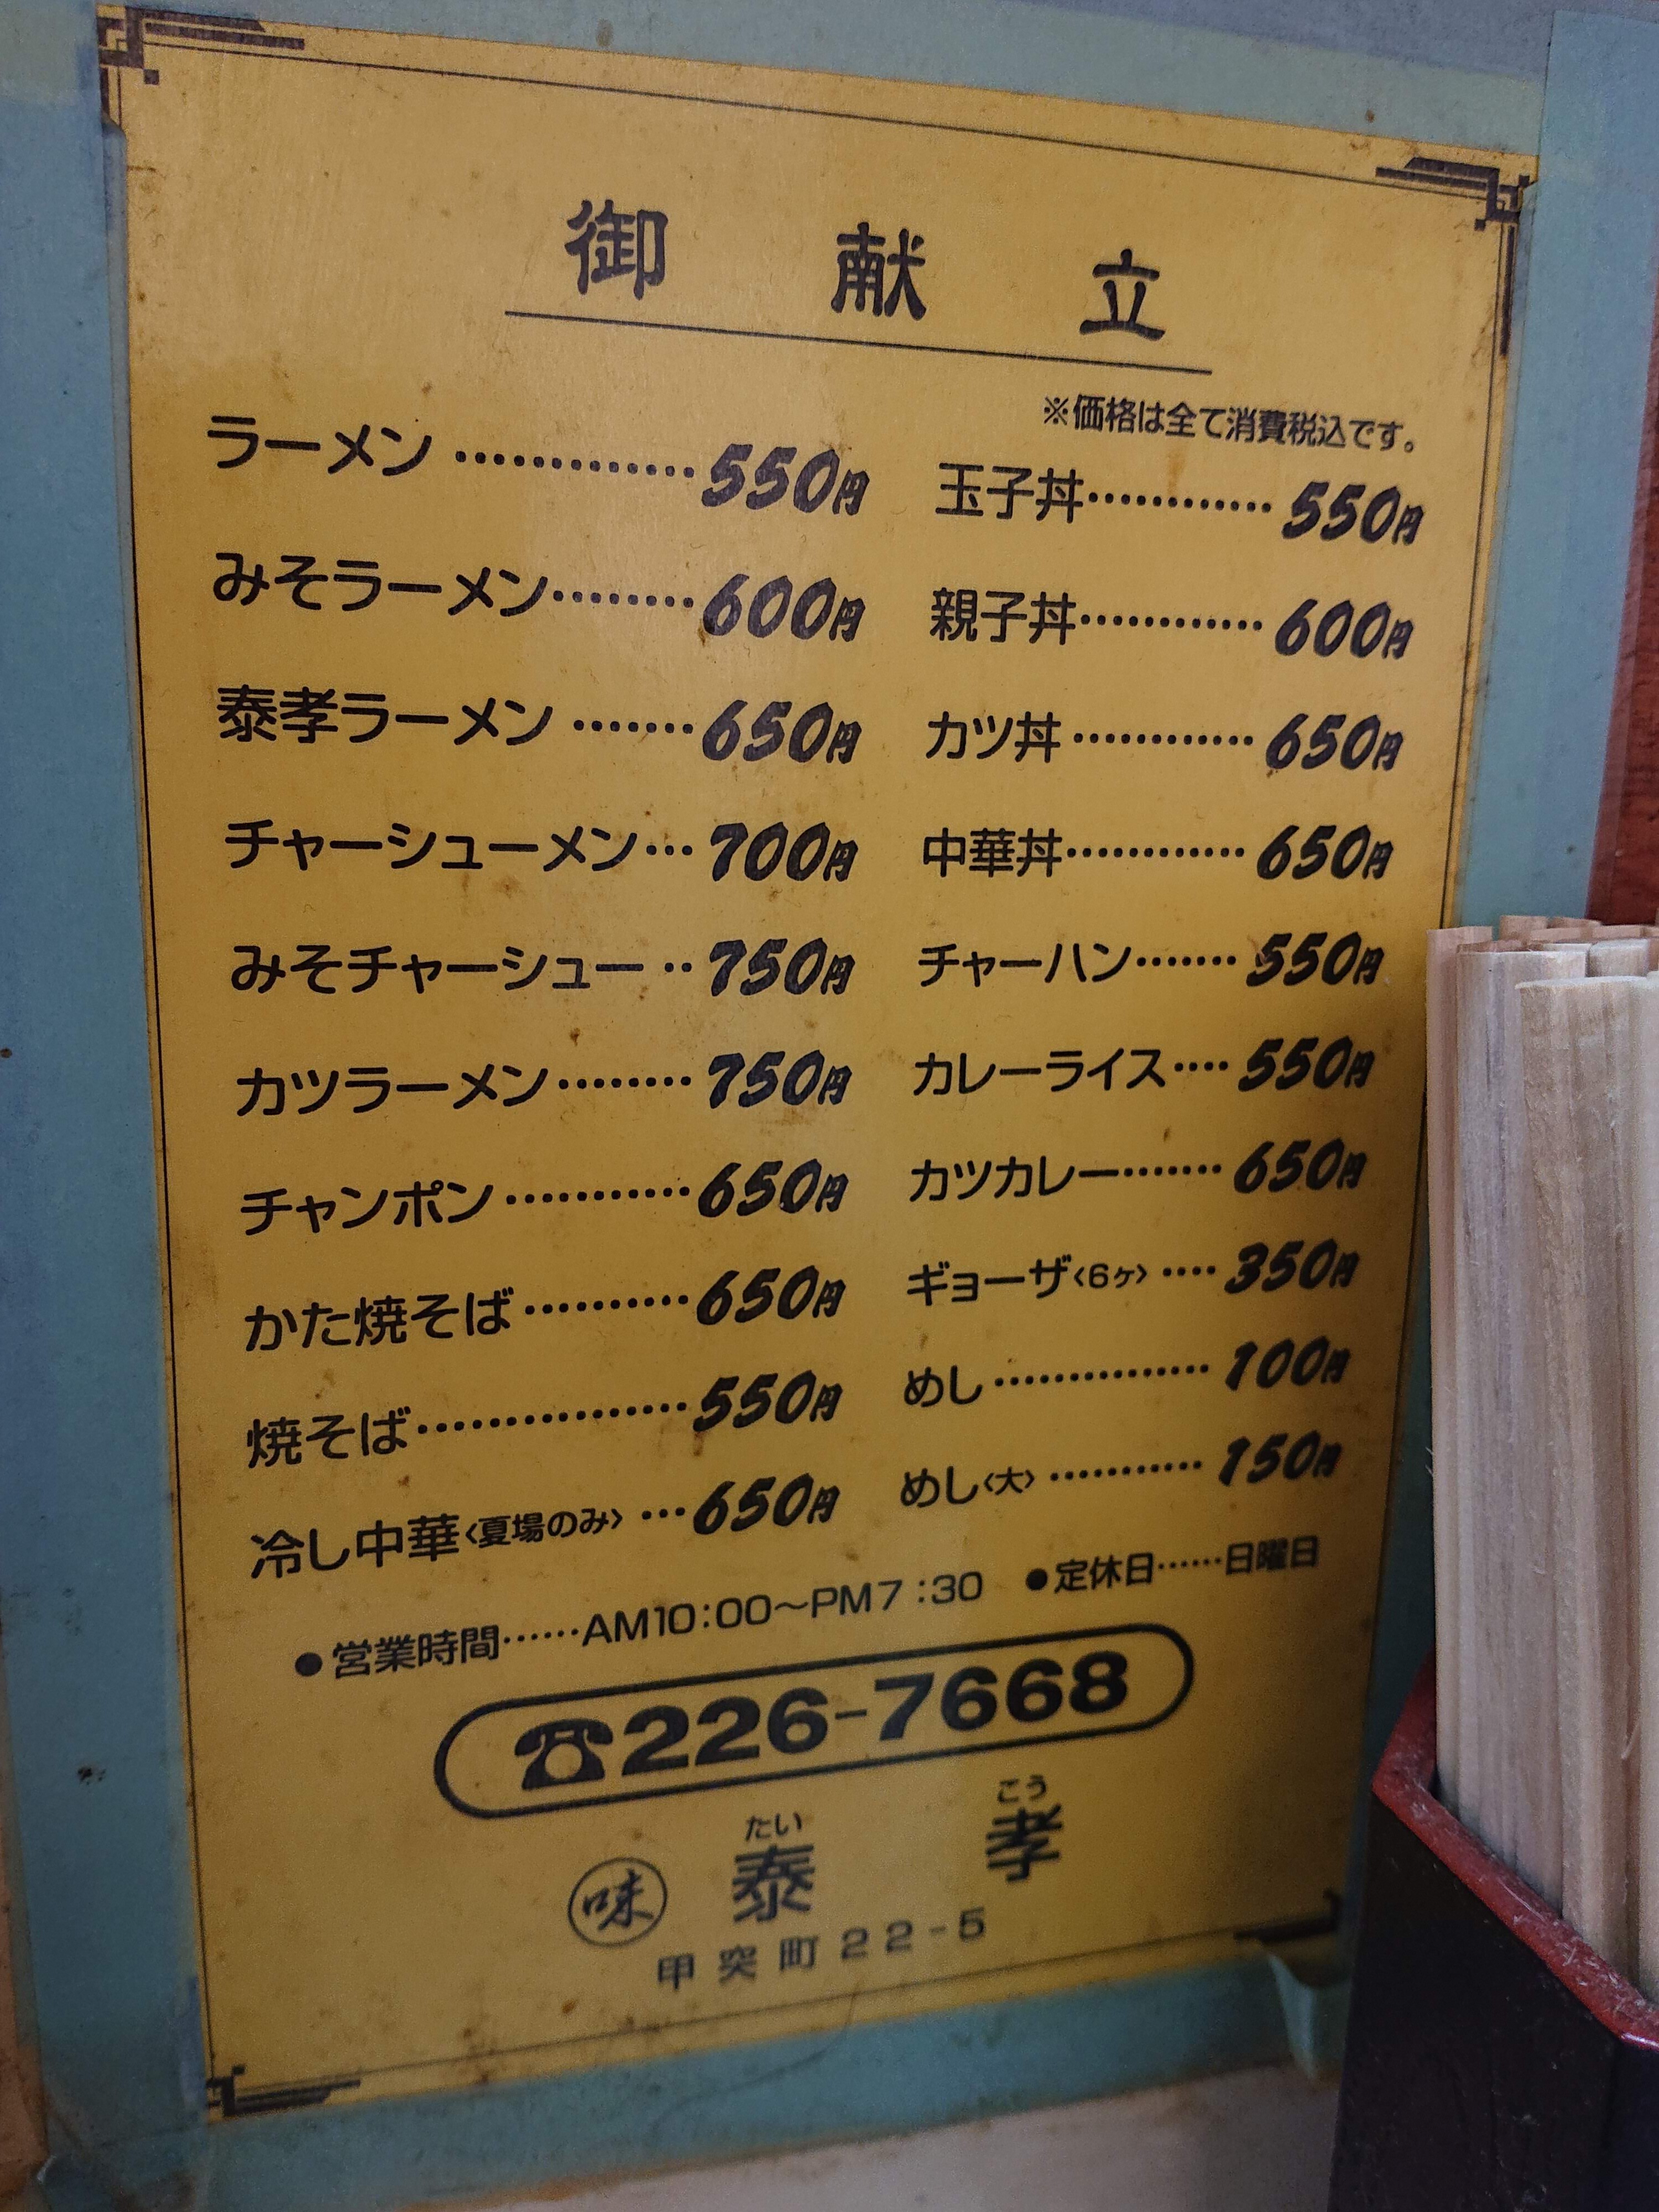 御献立
※価格は全て消費税込です。
ラーメン…………550円
みそラーメン………600円
泰孝ラーメン………650円
チャーシューメン…700円
みそチャーシュー‥750円
カツラーメン………750円
チャンポン…………650円
かた焼そば…………650円
焼そば………………550円
冷し中華〈夏場のみ〉…650円
玉子丼…………550円
親子丼…………600円
カツ丼…………650円
中華丼…………650円
チャーハン………550円
カレーライス‥‥550円
カツカレー………650円
ギョーザ〈6ヶ〉‥‥350円
めし……………100円
めし〈大〉…………150円
●営業時間……AM10:00〜PM7:30 ●定休日……日曜日
☎226-7668
たい こう
味 泰孝
甲突町22-5